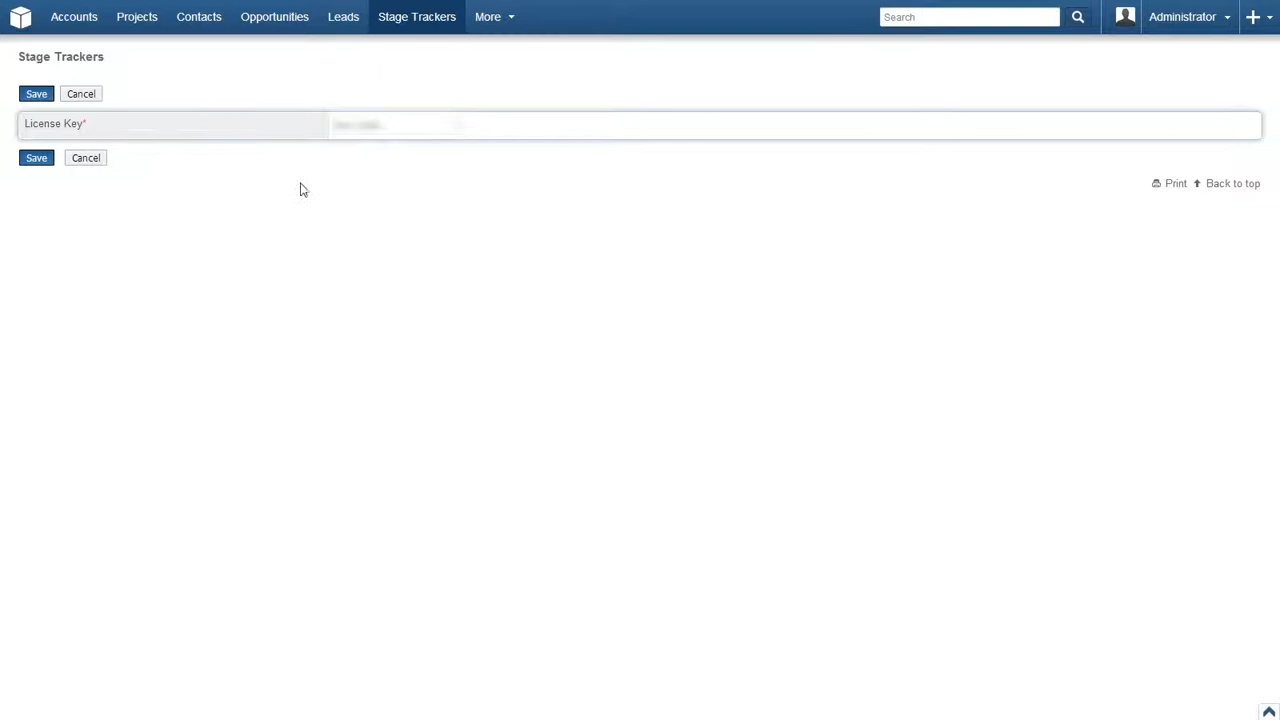 Accounts Projects Contacts Opportunities Leads Stage Trackers More Search Administrator
Stage Trackers
Save Cancel
License Key*
Save Cancel
Print Back to top